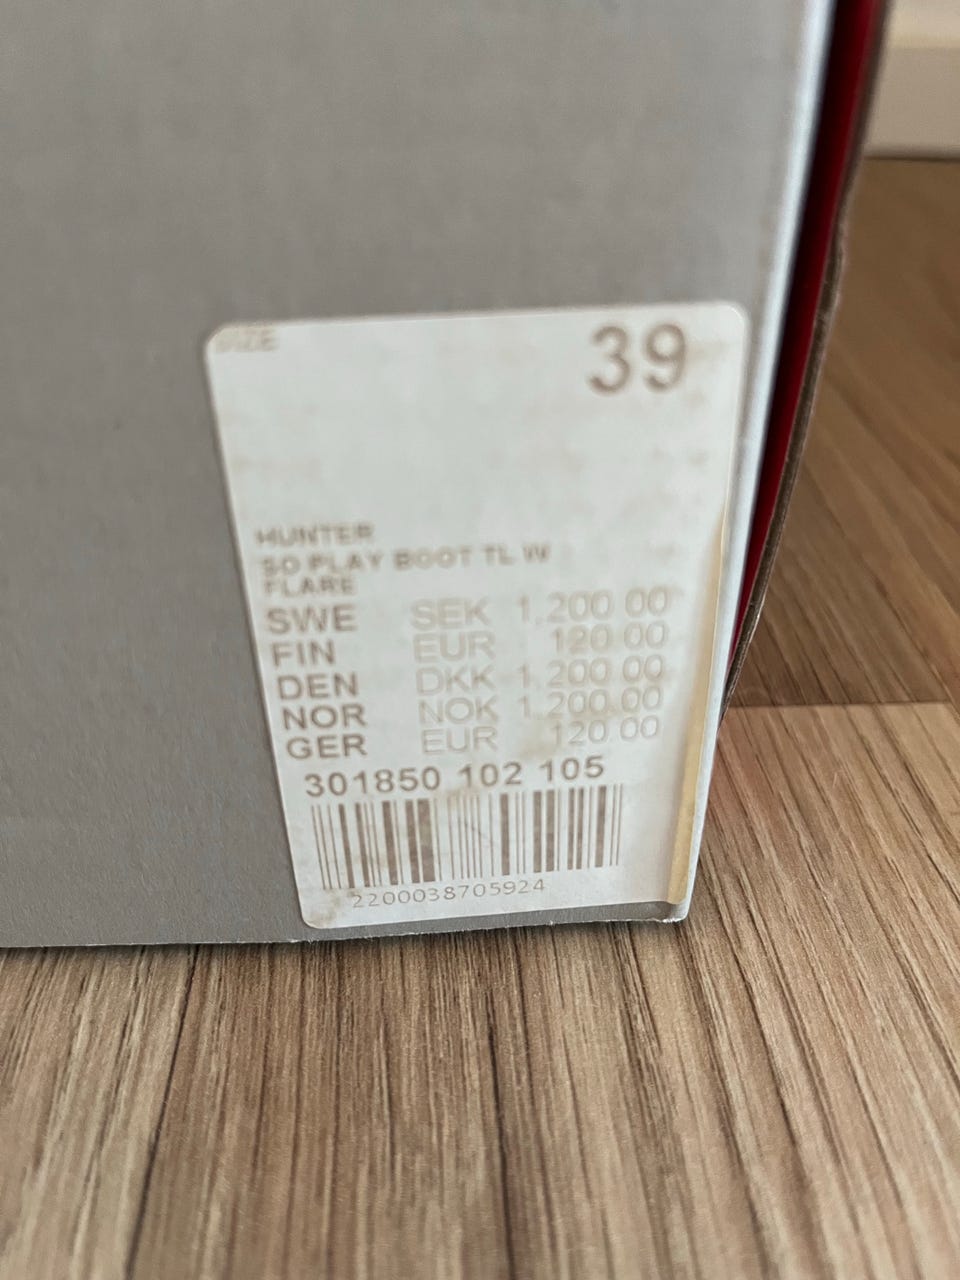 SIZE
39
HUNTER
SO PLAY BOOT TL W
FLARE
SWE SEK 1,200.00
FIN EUR 120.00
DEN DKK 1,200.00
NOR NOK 1,200.00
GER EUR 120.00
301850 102 105
2200038705924